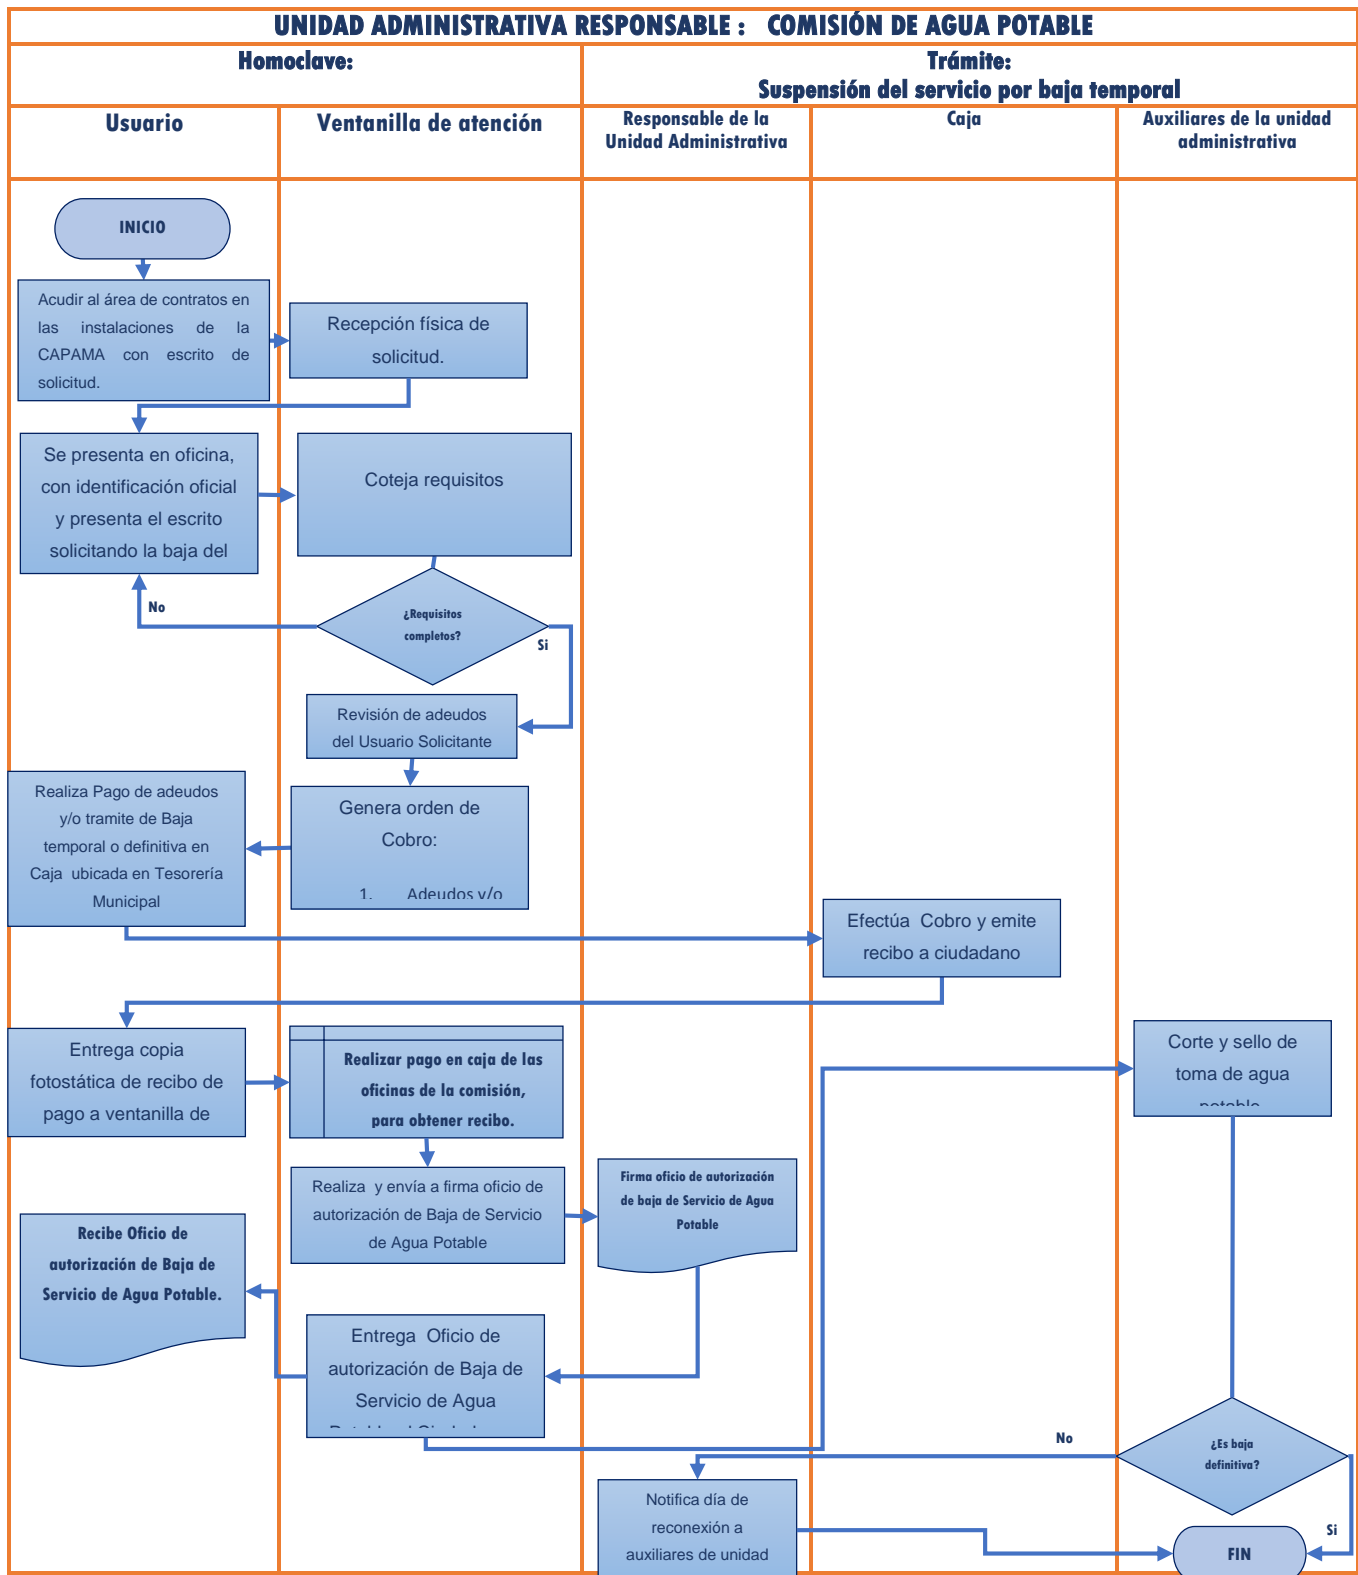 UNIDAD ADMINISTRATIVA RESPONSABLE : COMISIÓN DE AGUA POTABLE
Homoclave:
Trámite:
Suspensión del servicio por baja temporal
Usuario
Ventanilla de atención
Responsable de la
Unidad Administrativa
Caja
Auxiliares de la unidad
administrativa
INICIO
Acudir al área de contratos en
las instalaciones de la
CAPAMA con escrito de
solicitud.
Recepción física de
solicitud.
Se presenta en oficina,
con identificación oficial
y presenta el escrito
solicitando la baja del
Coteja requisitos
No
¿Requisitos
completos?
Si
Revisión de adeudos
del Usuario Solicitante
Realiza Pago de adeudos
y/o tramite de Baja
temporal o definitiva en
Caja ubicada en Tesorería
Municipal
Genera orden de
Cobro:
1. Adeudos y/o
Efectúa Cobro y emite
recibo a ciudadano
Entrega copia
fotostática de recibo de
pago a ventanilla de
Realizar pago en caja de las
oficinas de la comisión,
para obtener recibo.
Corte y sello de
toma de agua
potable
Realiza y envía a firma oficio de
autorización de Baja de Servicio
de Agua Potable
Firma oficio de autorización
de baja de Servicio de Agua
Potable
Recibe Oficio de
autorización de Baja de
Servicio de Agua Potable.
Entrega Oficio de
autorización de Baja de
Servicio de Agua
No
¿Es baja
definitiva?
Si
Notifica día de
reconexión a
auxiliares de unidad
FIN